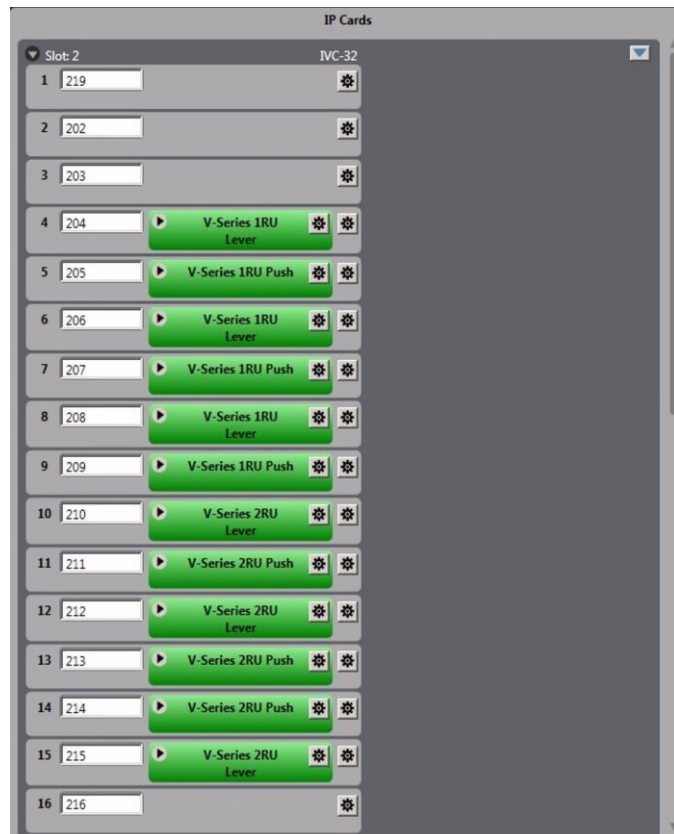 IP Cards
Slot: 2 IVC-32
1 219
2 202
3 203
4 204 V-Series 1RU
Lever
5 205 V-Series 1RU Push
6 206 V-Series 1RU
Lever
7 207 V-Series 1RU Push
8 208 V-Series 1RU
Lever
9 209 V-Series 1RU Push
10 210 V-Series 2RU
Lever
11 211 V-Series 2RU Push
12 212 V-Series 2RU
Lever
13 213 V-Series 2RU Push
14 214 V-Series 2RU Push
15 215 V-Series 2RU
Lever
16 216